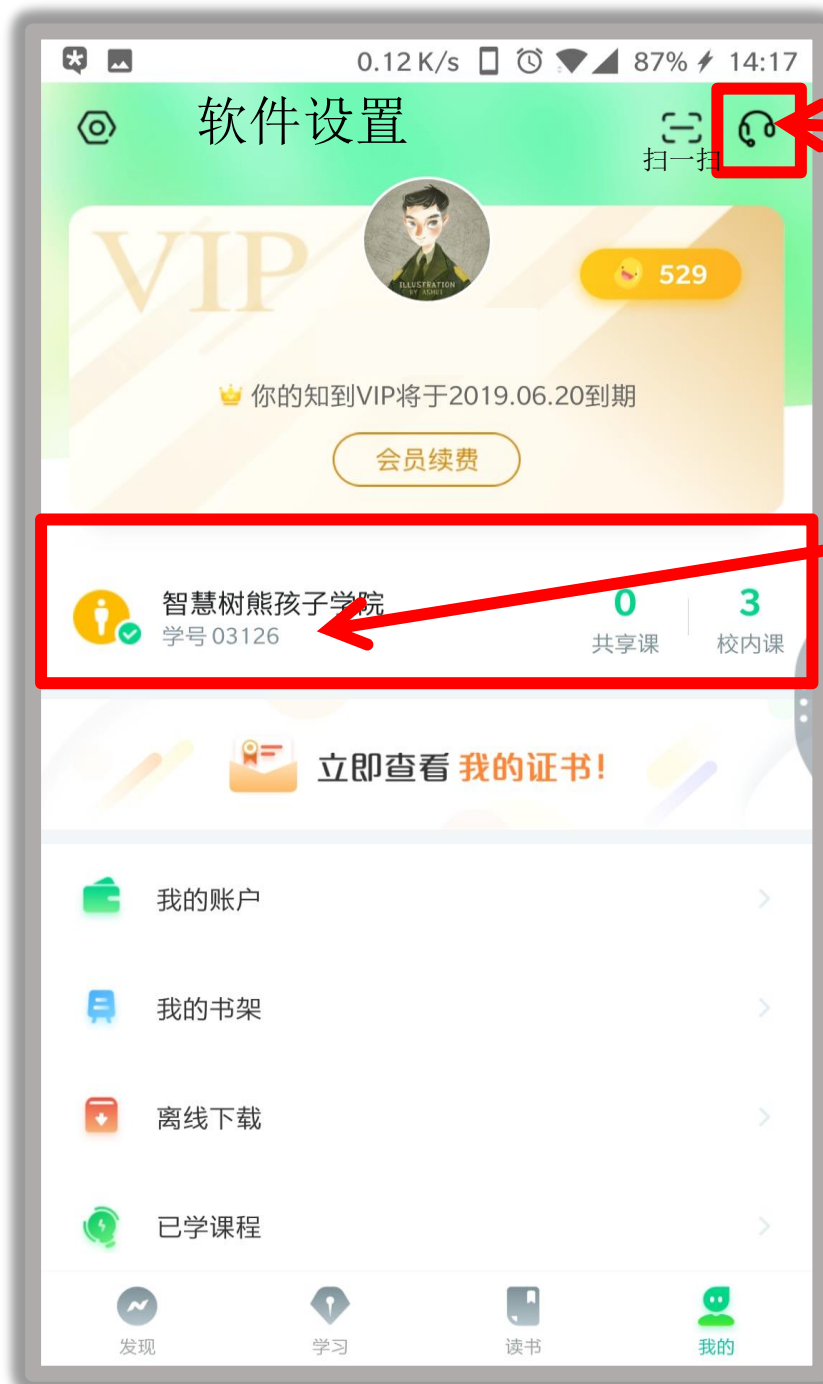 0.12 K/s 87% 14:17
软件设置
扫一扫
VIP
ILLUSTRATION
BY ASHUI
529
你的知到VIP将于2019.06.20到期
会员续费
智慧树熊孩子学院
学号 03126
0
共享课
3
校内课
立即查看 我的证书!
我的账户
我的书架
离线下载
已学课程
发现 学习 读书 我的